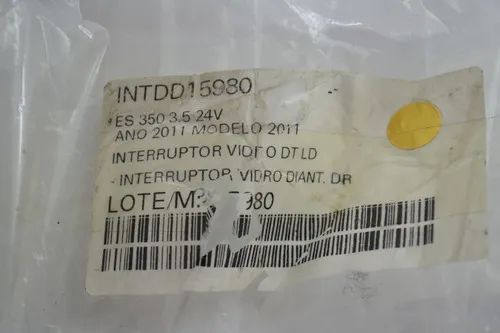 INTDD15980
*ES 350 3.5 24V
ANO 2011 MODELO 2011
INTERRUPTOR VIDRO DT LD
- INTERRUPTOR VIDRO DIANT. DR
LOTE/M: 980